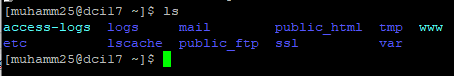 [muhamm25@dci17 ~]$ ls
access-logs  logs     mail        public_html  tmp  www
etc          lscache  public_ftp  ssl          var
[muhamm25@dci17 ~]$